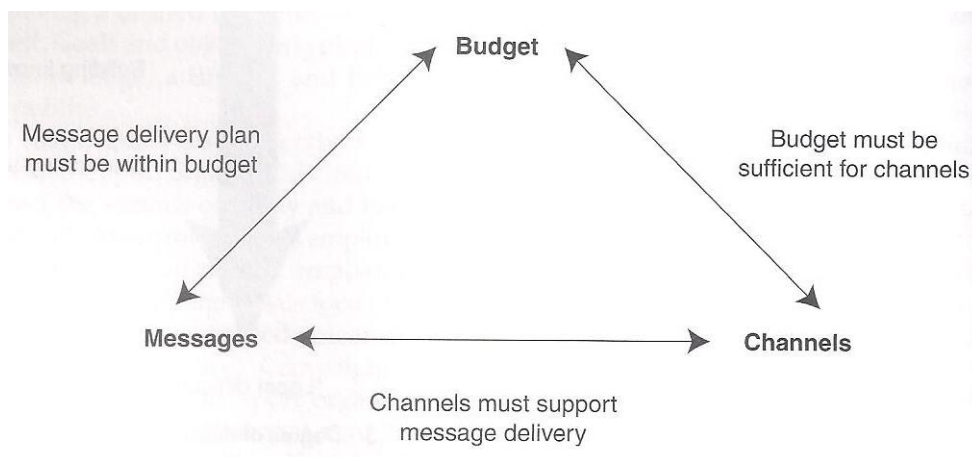 Budget
Message delivery plan
must be within budget
Budget must be
sufficient for channels
Messages
Channels
Channels must support
message delivery